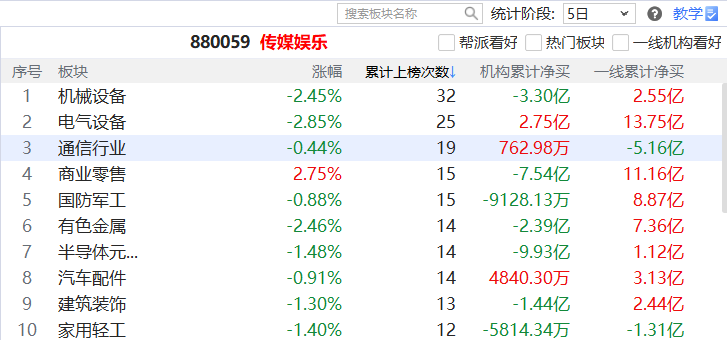 搜索板块名称 统计阶段: 5日 ? 教学
880059 传媒娱乐 帮派看好 热门板块 一线机构看好
序号 板块 涨幅 累计上榜次数↓ 机构累计净买 一线累计净买
1 机械设备 -2.45% 32 -3.30亿 2.55亿
2 电气设备 -2.85% 25 2.75亿 13.75亿
3 通信行业 -0.44% 19 762.98万 -5.16亿
4 商业零售 2.75% 15 -7.54亿 11.16亿
5 国防军工 -0.88% 15 -9128.13万 8.87亿
6 有色金属 -2.46% 14 -2.39亿 7.36亿
7 半导体元... -1.48% 14 -9.93亿 1.12亿
8 汽车配件 -0.91% 14 4840.30万 3.13亿
9 建筑装饰 -1.30% 13 -1.44亿 2.44亿
10 家用轻工 -1.40% 12 -5814.34万 -1.31亿